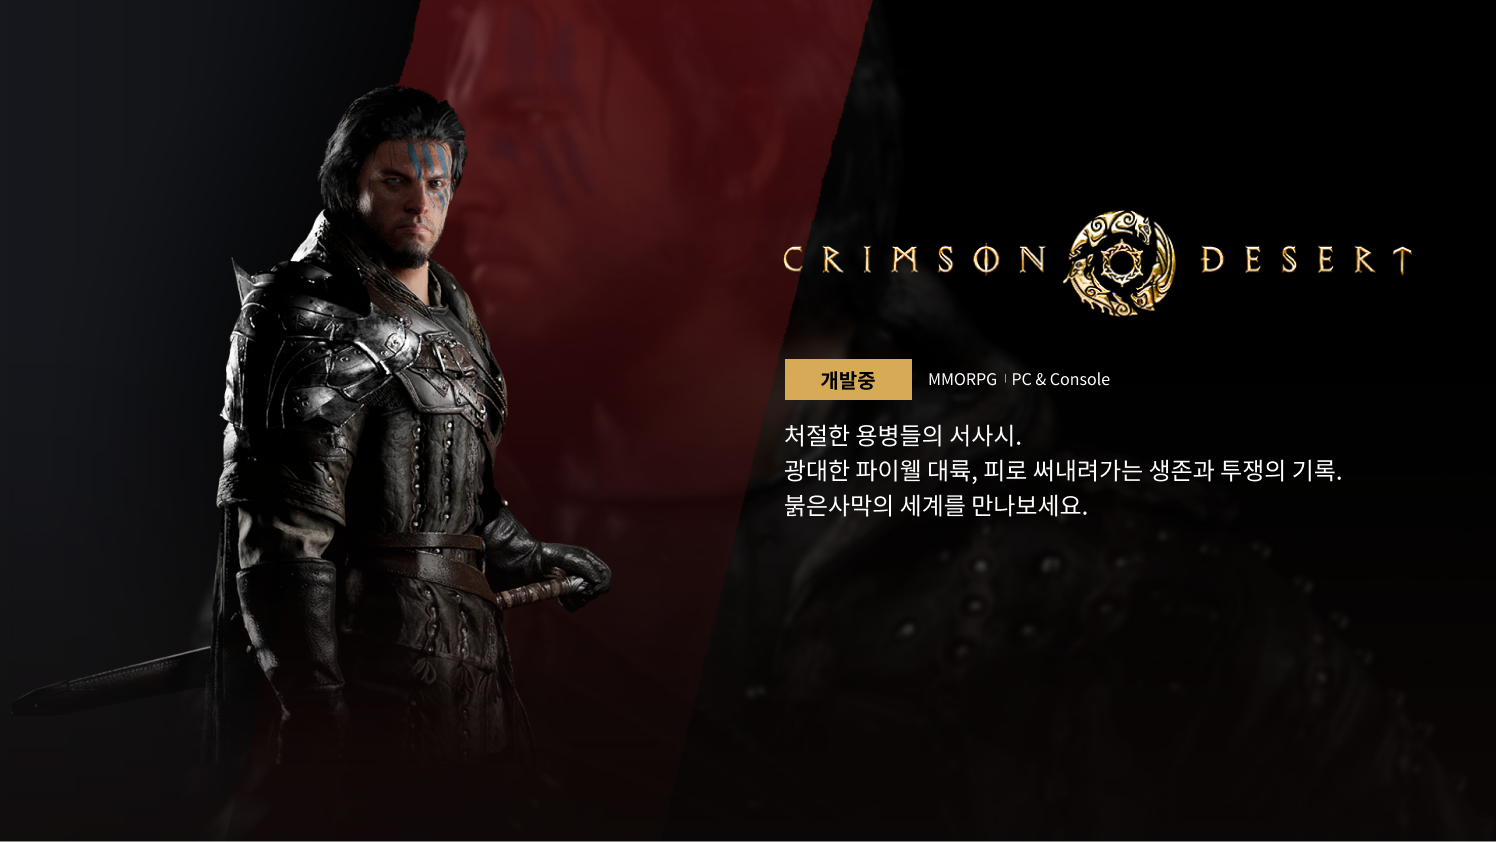 CRIMSON DESERT
개발중 MMORPG | PC & Console
처절한 용병들의 서사시.
광대한 파이웰 대륙, 피로 써내려가는 생존과 투쟁의 기록.
붉은사막의 세계를 만나보세요.